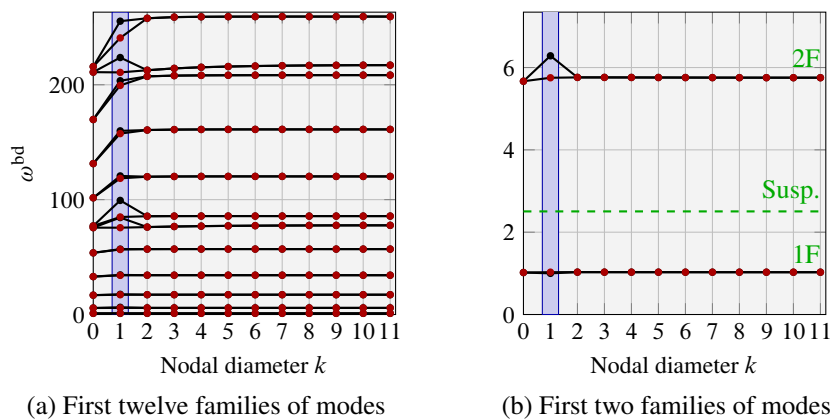 200
100
0
ω^bd
0 1 2 3 4 5 6 7 8 9 10 11
Nodal diameter k
(a) First twelve families of modes
6
4
2
0
2F
Susp.
1F
0 1 2 3 4 5 6 7 8 9 10 11
Nodal diameter k
(b) First two families of modes